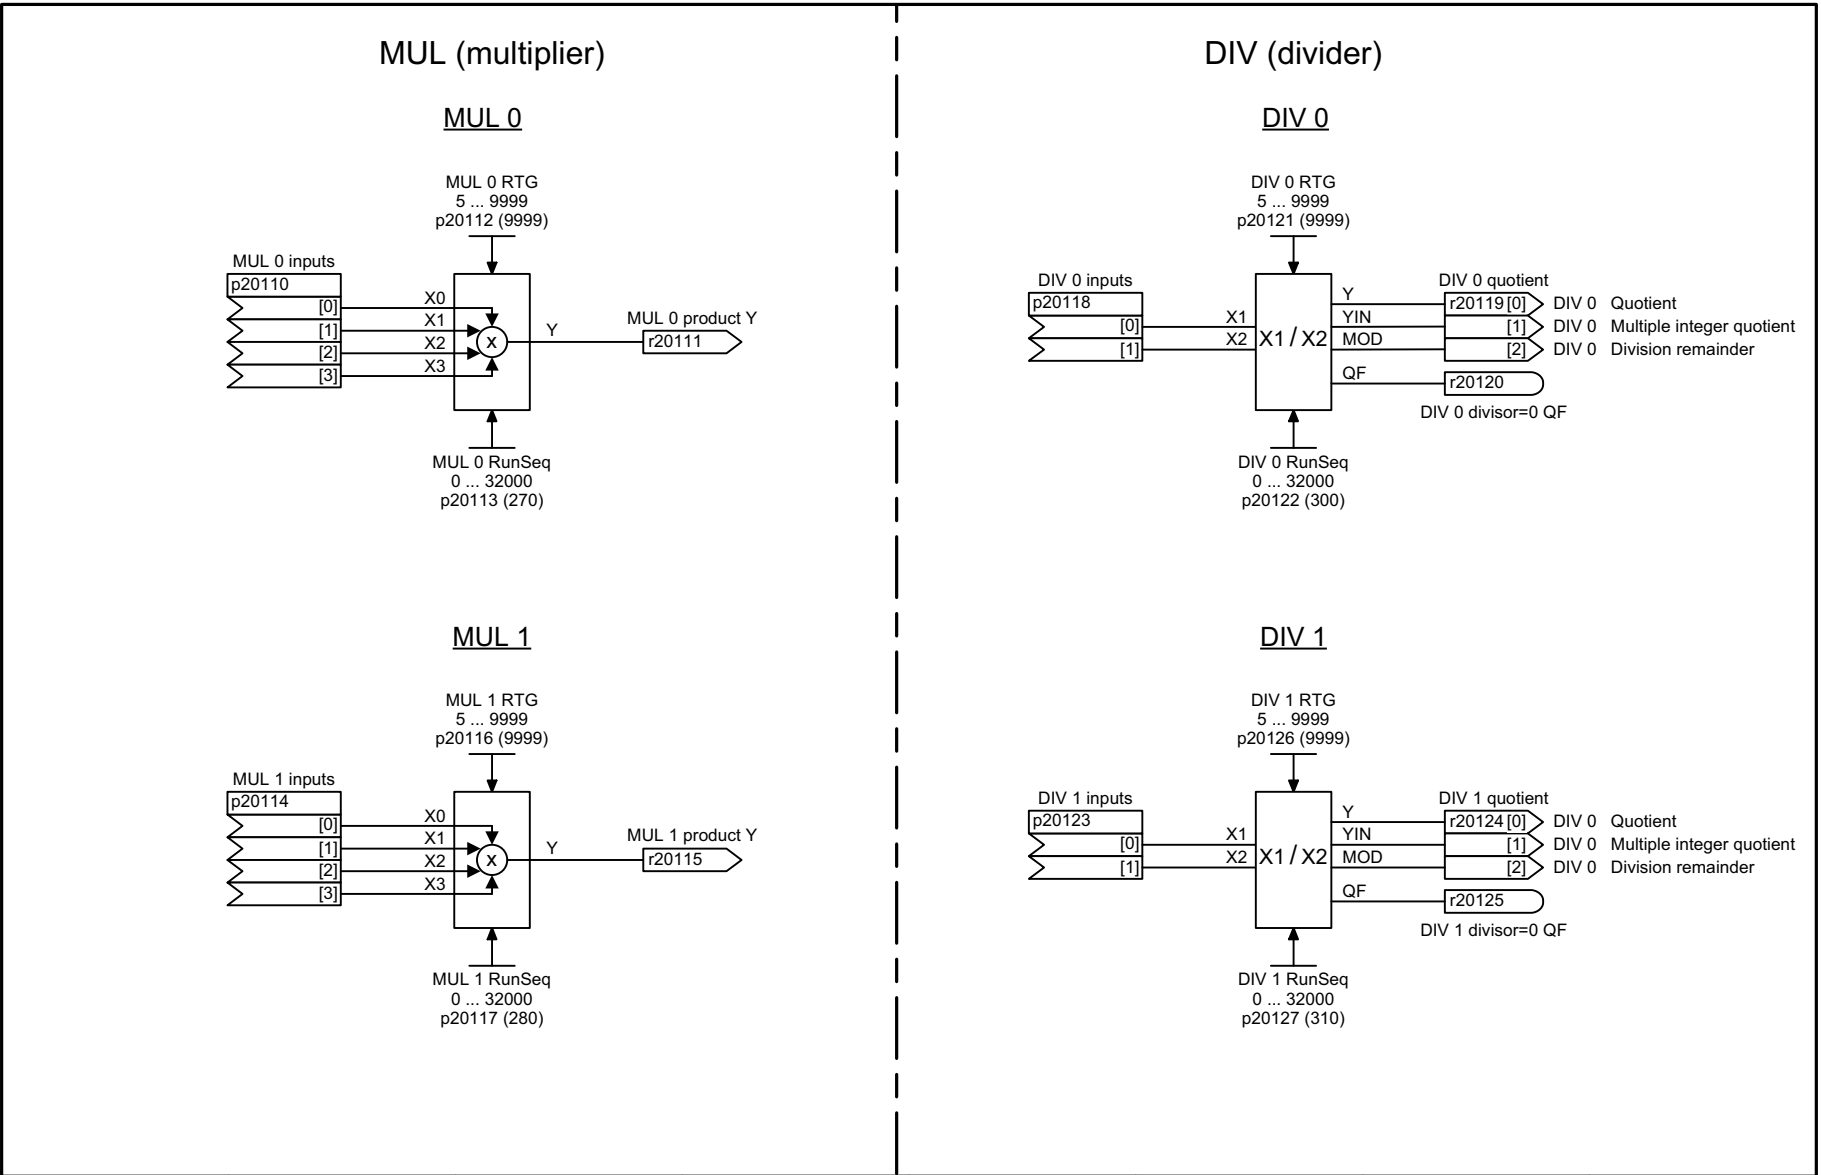 MUL (multiplier)
MUL 0
MUL 0 RTG
5 ... 9999
p20112 (9999)
MUL 0 inputs
p20110
[0] X0
[1] X1
[2] X2
[3] X3
x
Y
MUL 0 product Y
r20111
MUL 0 RunSeq
0 ... 32000
p20113 (270)
MUL 1
MUL 1 RTG
5 ... 9999
p20116 (9999)
MUL 1 inputs
p20114
[0] X0
[1] X1
[2] X2
[3] X3
x
Y
MUL 1 product Y
r20115
MUL 1 RunSeq
0 ... 32000
p20117 (280)
DIV (divider)
DIV 0
DIV 0 RTG
5 ... 9999
p20121 (9999)
DIV 0 inputs
p20118
[0] X1
[1] X2
X1 / X2
DIV 0 quotient
Y r20119 [0] DIV 0 Quotient
YIN [1] DIV 0 Multiple integer quotient
MOD [2] DIV 0 Division remainder
QF r20120
DIV 0 divisor=0 QF
DIV 0 RunSeq
0 ... 32000
p20122 (300)
DIV 1
DIV 1 RTG
5 ... 9999
p20126 (9999)
DIV 1 inputs
p20123
[0] X1
[1] X2
X1 / X2
DIV 1 quotient
Y r20124 [0] DIV 0 Quotient
YIN [1] DIV 0 Multiple integer quotient
MOD [2] DIV 0 Division remainder
QF r20125
DIV 1 divisor=0 QF
DIV 1 RunSeq
0 ... 32000
p20127 (310)